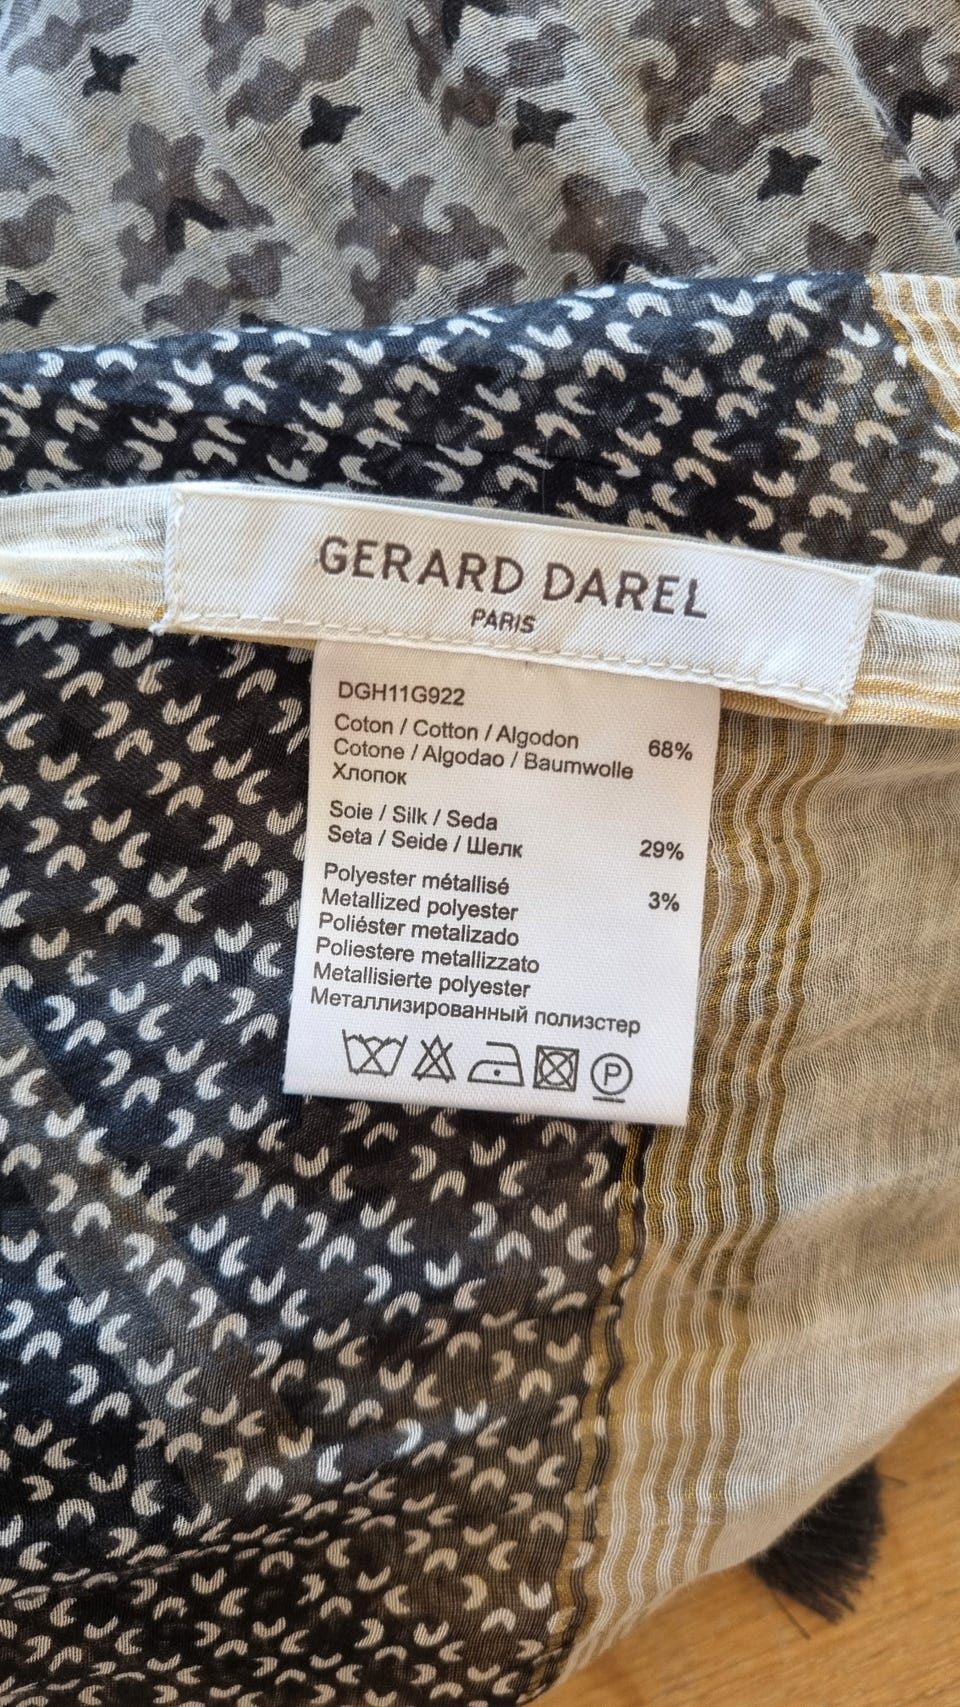 GERARD DAREL
PARIS
DGH11G922
Coton / Cotton / Algodon
Cotone / Algodao / Baumwolle 68%
Хлопок
Soie / Silk / Seda
Seta / Seide / Шелк 29%
Polyester métallisé
Metallized polyester 3%
Poliéster metalizado
Poliestere metallizzato
Metallisierte polyester
Металлизированный полиэстер
P